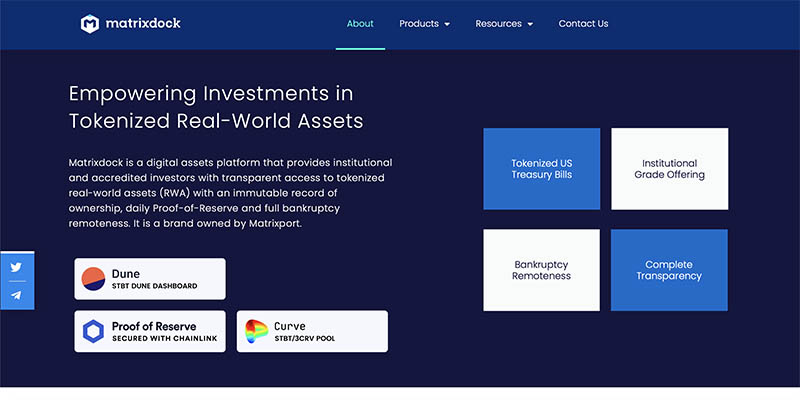 matrixdock
About
Products
Resources
Contact Us
Empowering Investments in
Tokenized Real-World Assets
Matrixdock is a digital assets platform that provides institutional
and accredited investors with transparent access to tokenized
real-world assets (RWA) with an immutable record of
ownership, daily Proof-of-Reserve and full bankruptcy
remoteness. It is a brand owned by Matrixport.
Dune
STBT DUNE DASHBOARD
Proof of Reserve
SECURED WITH CHAINLINK
Curve
STBT/3CRV POOL
Tokenized US
Treasury Bills
Institutional
Grade Offering
Bankruptcy
Remoteness
Complete
Transparency